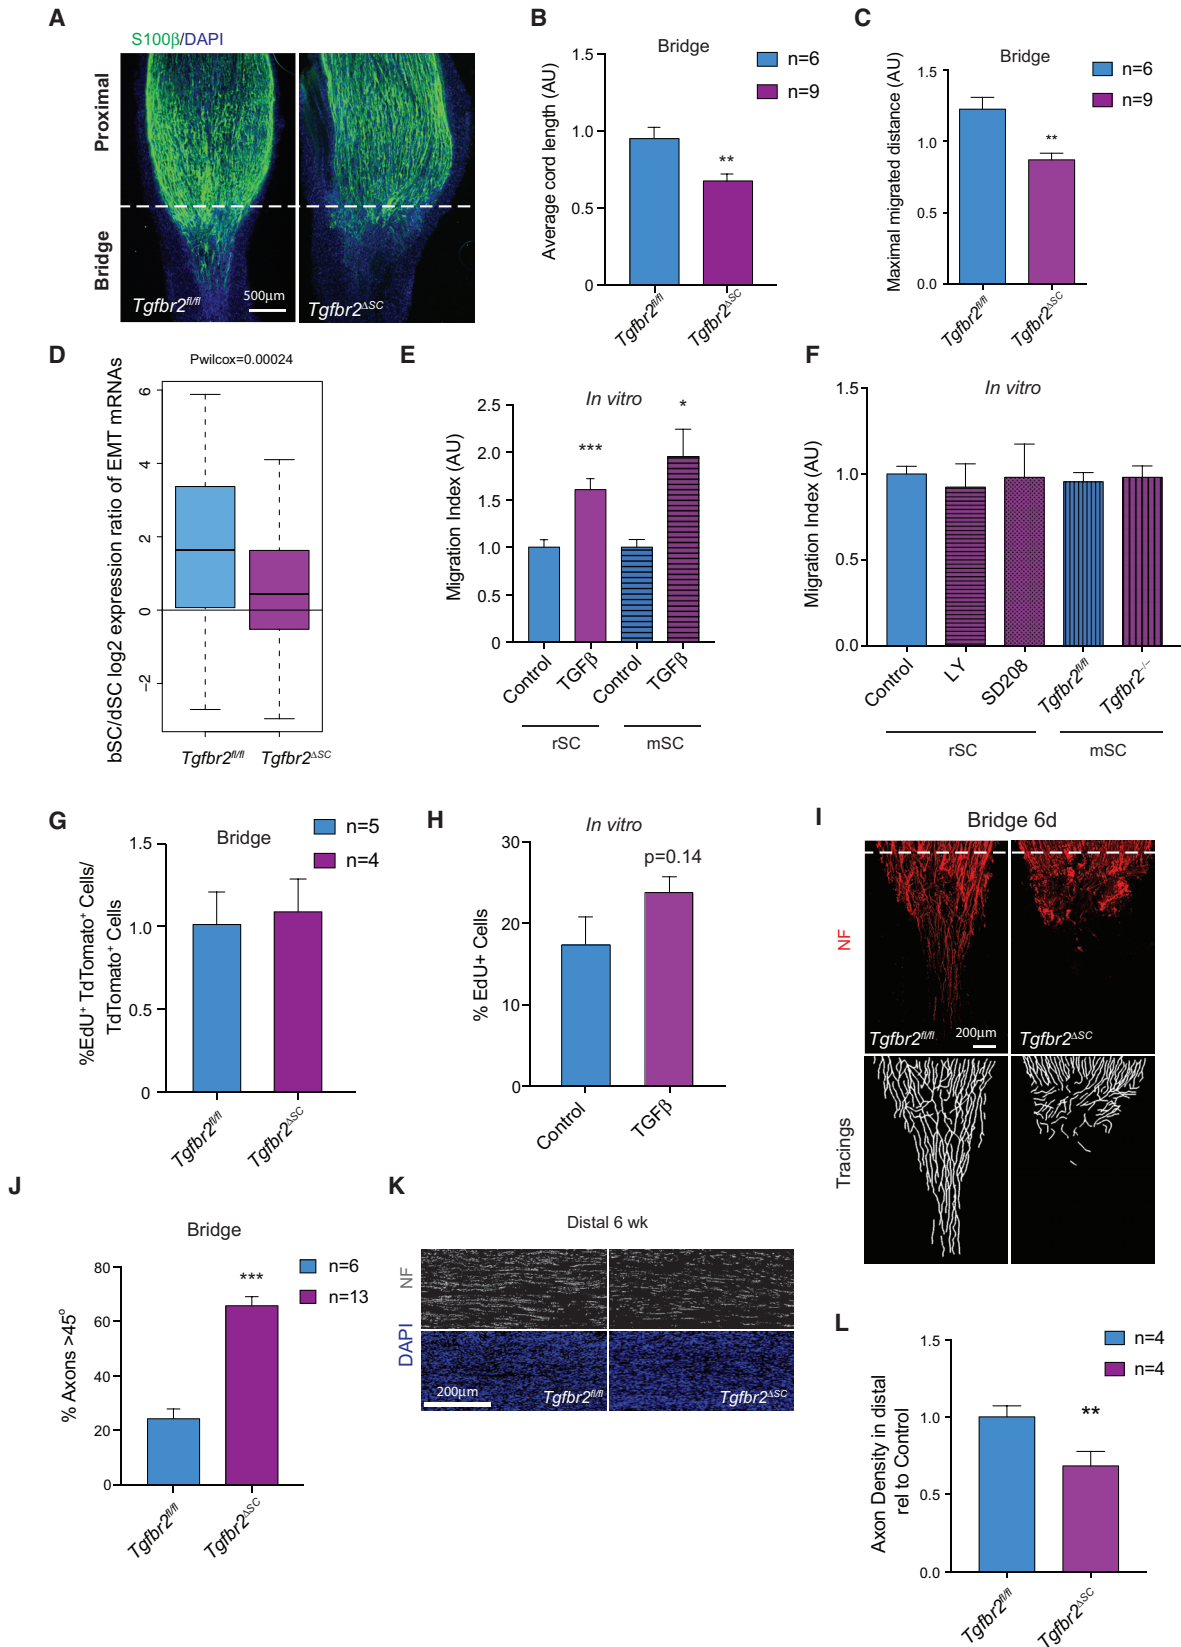 A
S100β/DAPI
Proximal
Bridge
Tgfbr2fl/fl
500μm
Tgfbr2ΔSC
B
Bridge
n=6
n=9
Average cord length (AU)
1.5
1.0
0.5
0
**
Tgfbr2fl/fl
Tgfbr2ΔSC
C
Bridge
n=6
n=9
Maximal migrated distance (AU)
1.5
1.0
0.5
0.0
**
Tgfbr2fl/fl
Tgfbr2ΔSC
D
Pwilcox=0.00024
bSC/dSC log2 expression ratio of EMT mRNAs
6
4
2
0
−2
Tgfbr2fl/fl
Tgfbr2ΔSC
E
In vitro
Migration Index (AU)
2.5
2.0
1.5
1.0
0.5
0
***
*
Control
TGFβ
Control
TGFβ
rSC
mSC
F
In vitro
Migration Index (AU)
1.5
1.0
0.5
0.0
Control
LY
SD208
Tgfbr2fl/fl
Tgfbr2-/-
rSC
mSC
G
Bridge
n=5
n=4
%EdU+ TdTomato+ Cells/
TdTomato+ Cells
1.5
1.0
0.5
0
Tgfbr2fl/fl
Tgfbr2ΔSC
H
In vitro
% EdU+ Cells
30
20
10
0
p=0.14
Control
TGFβ
I
Bridge 6d
NF
Tgfbr2fl/fl
200μm
Tgfbr2ΔSC
Tracings
J
Bridge
n=6
n=13
% Axons >45°
80
60
40
20
0
***
Tgfbr2fl/fl
Tgfbr2ΔSC
K
Distal 6 wk
NF
DAPI
200μm
Tgfbr2fl/fl
Tgfbr2ΔSC
L
n=4
n=4
Axon Density in distal
rel to Control
1.5
1.0
0.5
0.0
**
Tgfbr2fl/fl
Tgfbr2ΔSC